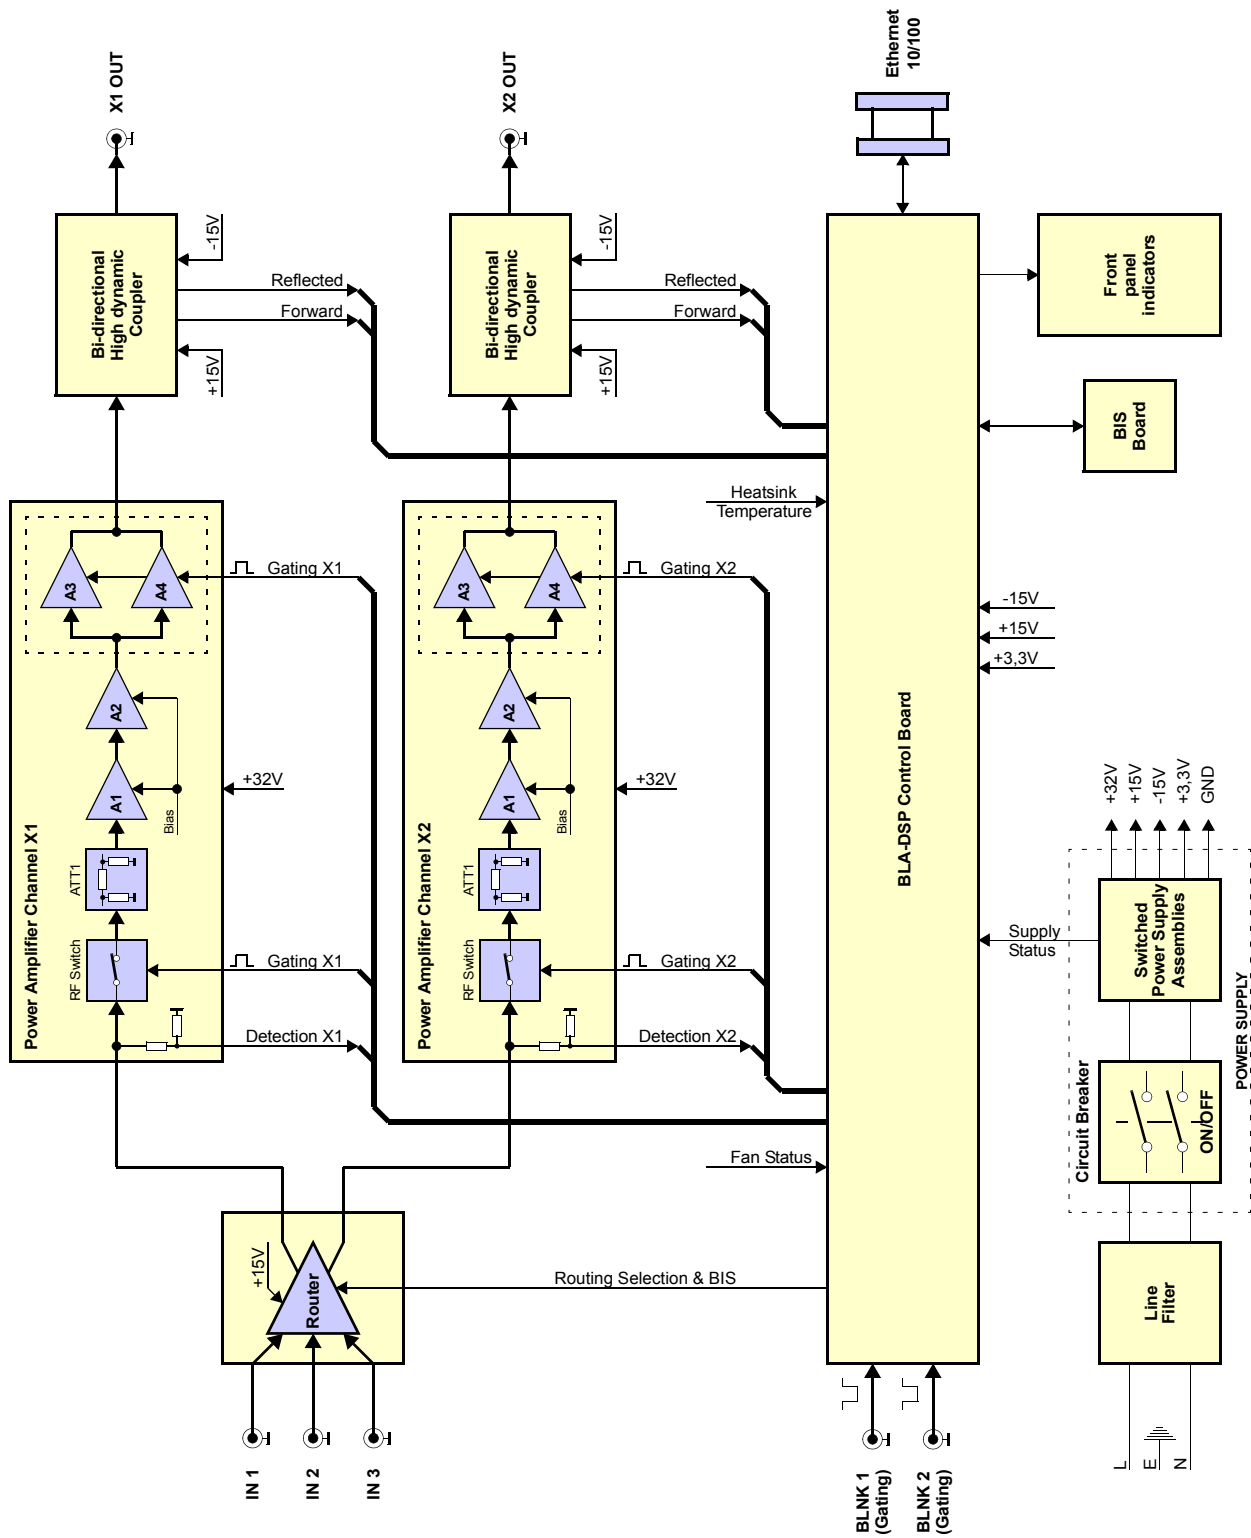 X1 OUT
X2 OUT
Ethernet
10/100
Bi-directional
High dynamic
Coupler
+15V
Forward
Reflected
-15V
Bi-directional
High dynamic
Coupler
+15V
Forward
Reflected
-15V
Front
panel
indicators
BIS
Board
Power Amplifier Channel X1
RF Switch
ATT1
A1
A2
A3
A4
Bias
+32V
Detection X1
Gating X1
Gating X1
Power Amplifier Channel X2
RF Switch
ATT1
A1
A2
A3
A4
Bias
+32V
Detection X2
Gating X2
Gating X2
Heatsink
Temperature
-15V
+15V
+3,3V
BLA-DSP Control Board
Supply
Status
+32V
+15V
-15V
+3,3V
GND
Switched
Power Supply
Assemblies
POWER SUPPLY
Circuit Breaker
ON/OFF
Fan Status
Routing Selection & BIS
+15V
Router
Line
Filter
IN 1
IN 2
IN 3
BLNK 1
(Gating)
BLNK 2
(Gating)
L
E
N